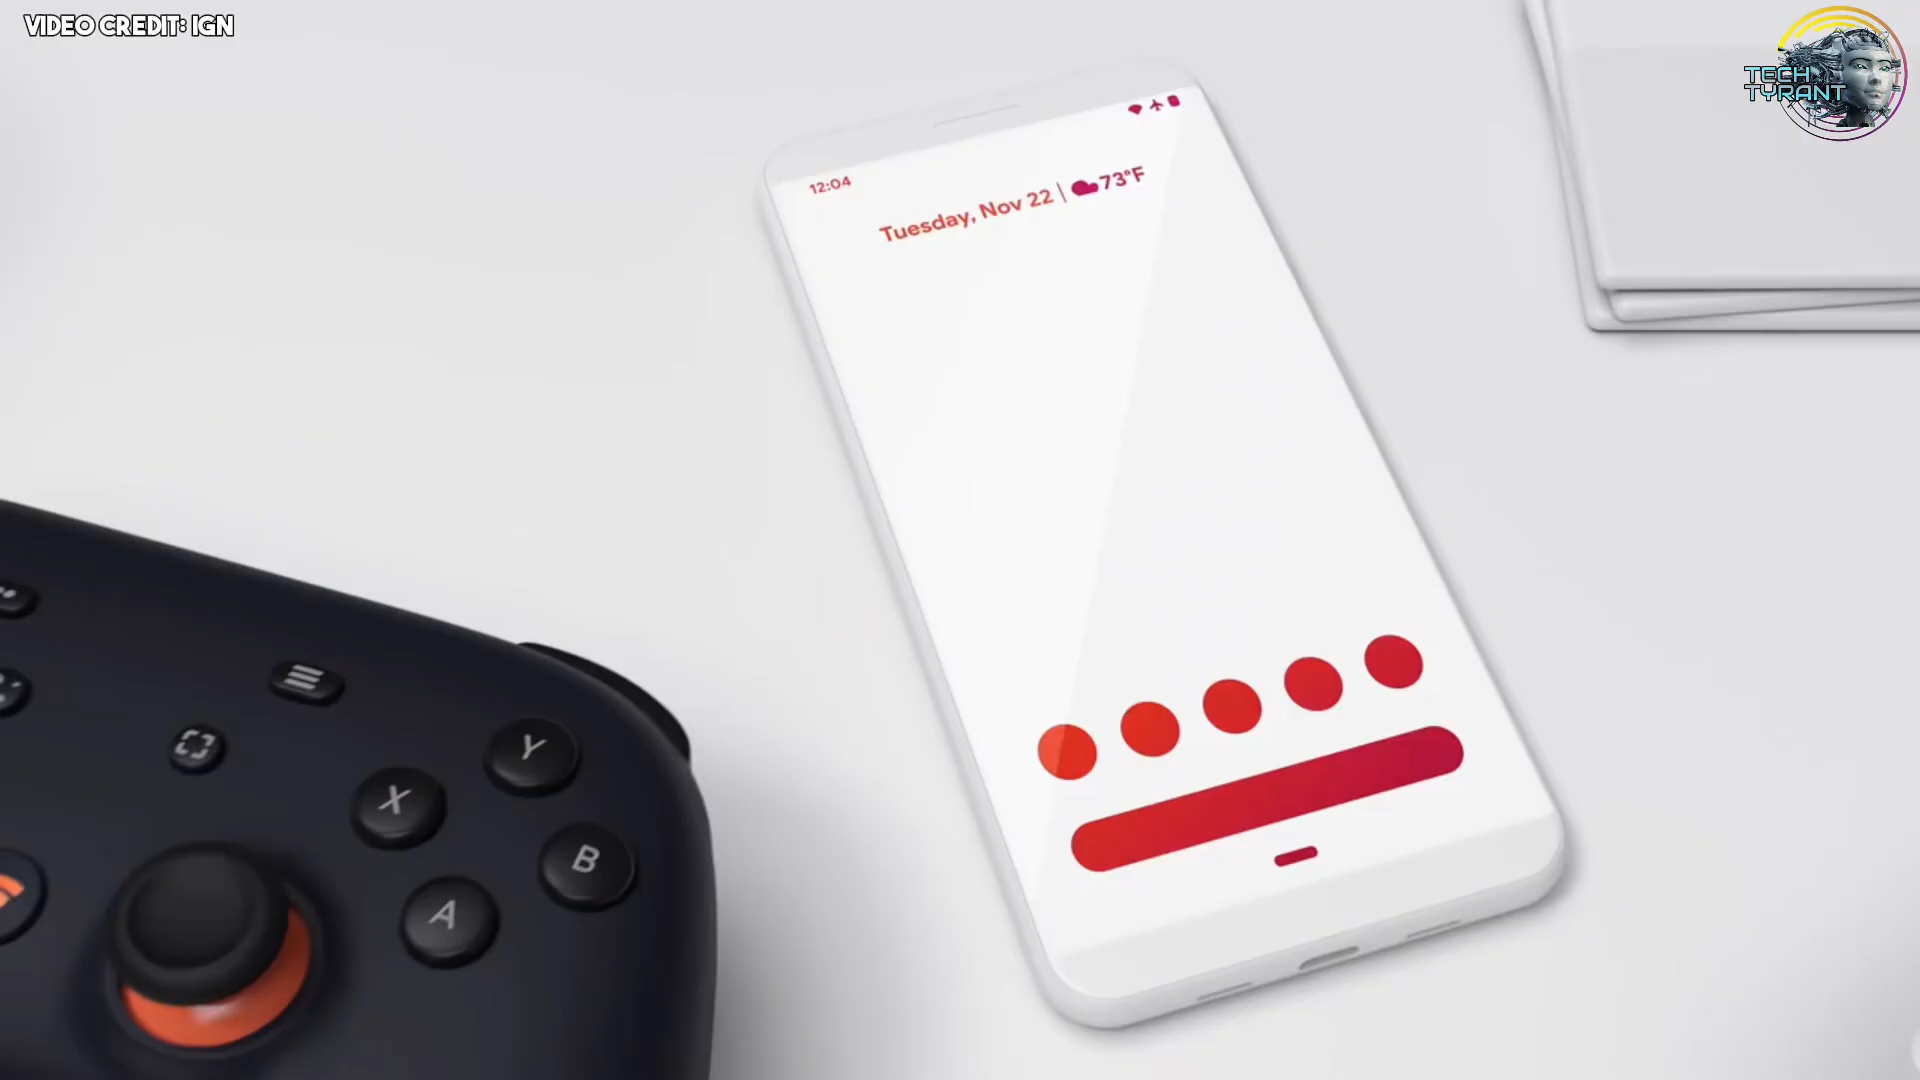 VIDEO CREDIT: IGN
TECH
TYRANT
12:04
Tuesday, Nov 22 | 73°F
Y
X
B
A